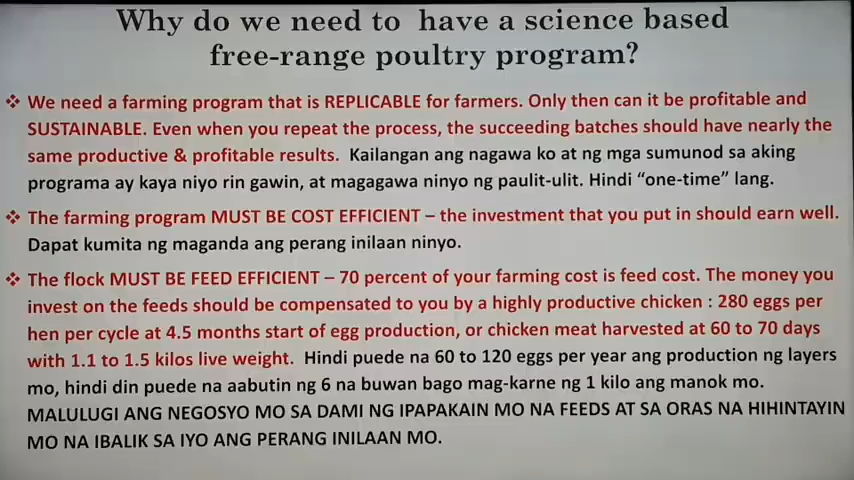 Why do we need to have a science based
free-range poultry program?
❖ We need a farming program that is REPLICABLE for farmers. Only then can it be profitable and
SUSTAINABLE. Even when you repeat the process, the succeeding batches should have nearly the
same productive & profitable results. Kailangan ang nagawa ko at ng mga sumunod sa aking
programa ay kaya niyo rin gawin, at magagawa ninyo ng paulit-ulit. Hindi “one-time” lang.
❖ The farming program MUST BE COST EFFICIENT – the investment that you put in should earn well.
Dapat kumita ng maganda ang perang inilaan ninyo.
❖ The flock MUST BE FEED EFFICIENT – 70 percent of your farming cost is feed cost. The money you
invest on the feeds should be compensated to you by a highly productive chicken : 280 eggs per
hen per cycle at 4.5 months start of egg production, or chicken meat harvested at 60 to 70 days
with 1.1 to 1.5 kilos live weight. Hindi puede na 60 to 120 eggs per year ang production ng layers
mo, hindi din puede na aabutin ng 6 na buwan bago mag-karne ng 1 kilo ang manok mo.
MALULUGI ANG NEGOSYO MO SA DAMI NG IPAPAKAIN MO NA FEEDS AT SA ORAS NA HIHINTAYIN
MO NA IBALIK SA IYO ANG PERANG INILAAN MO.